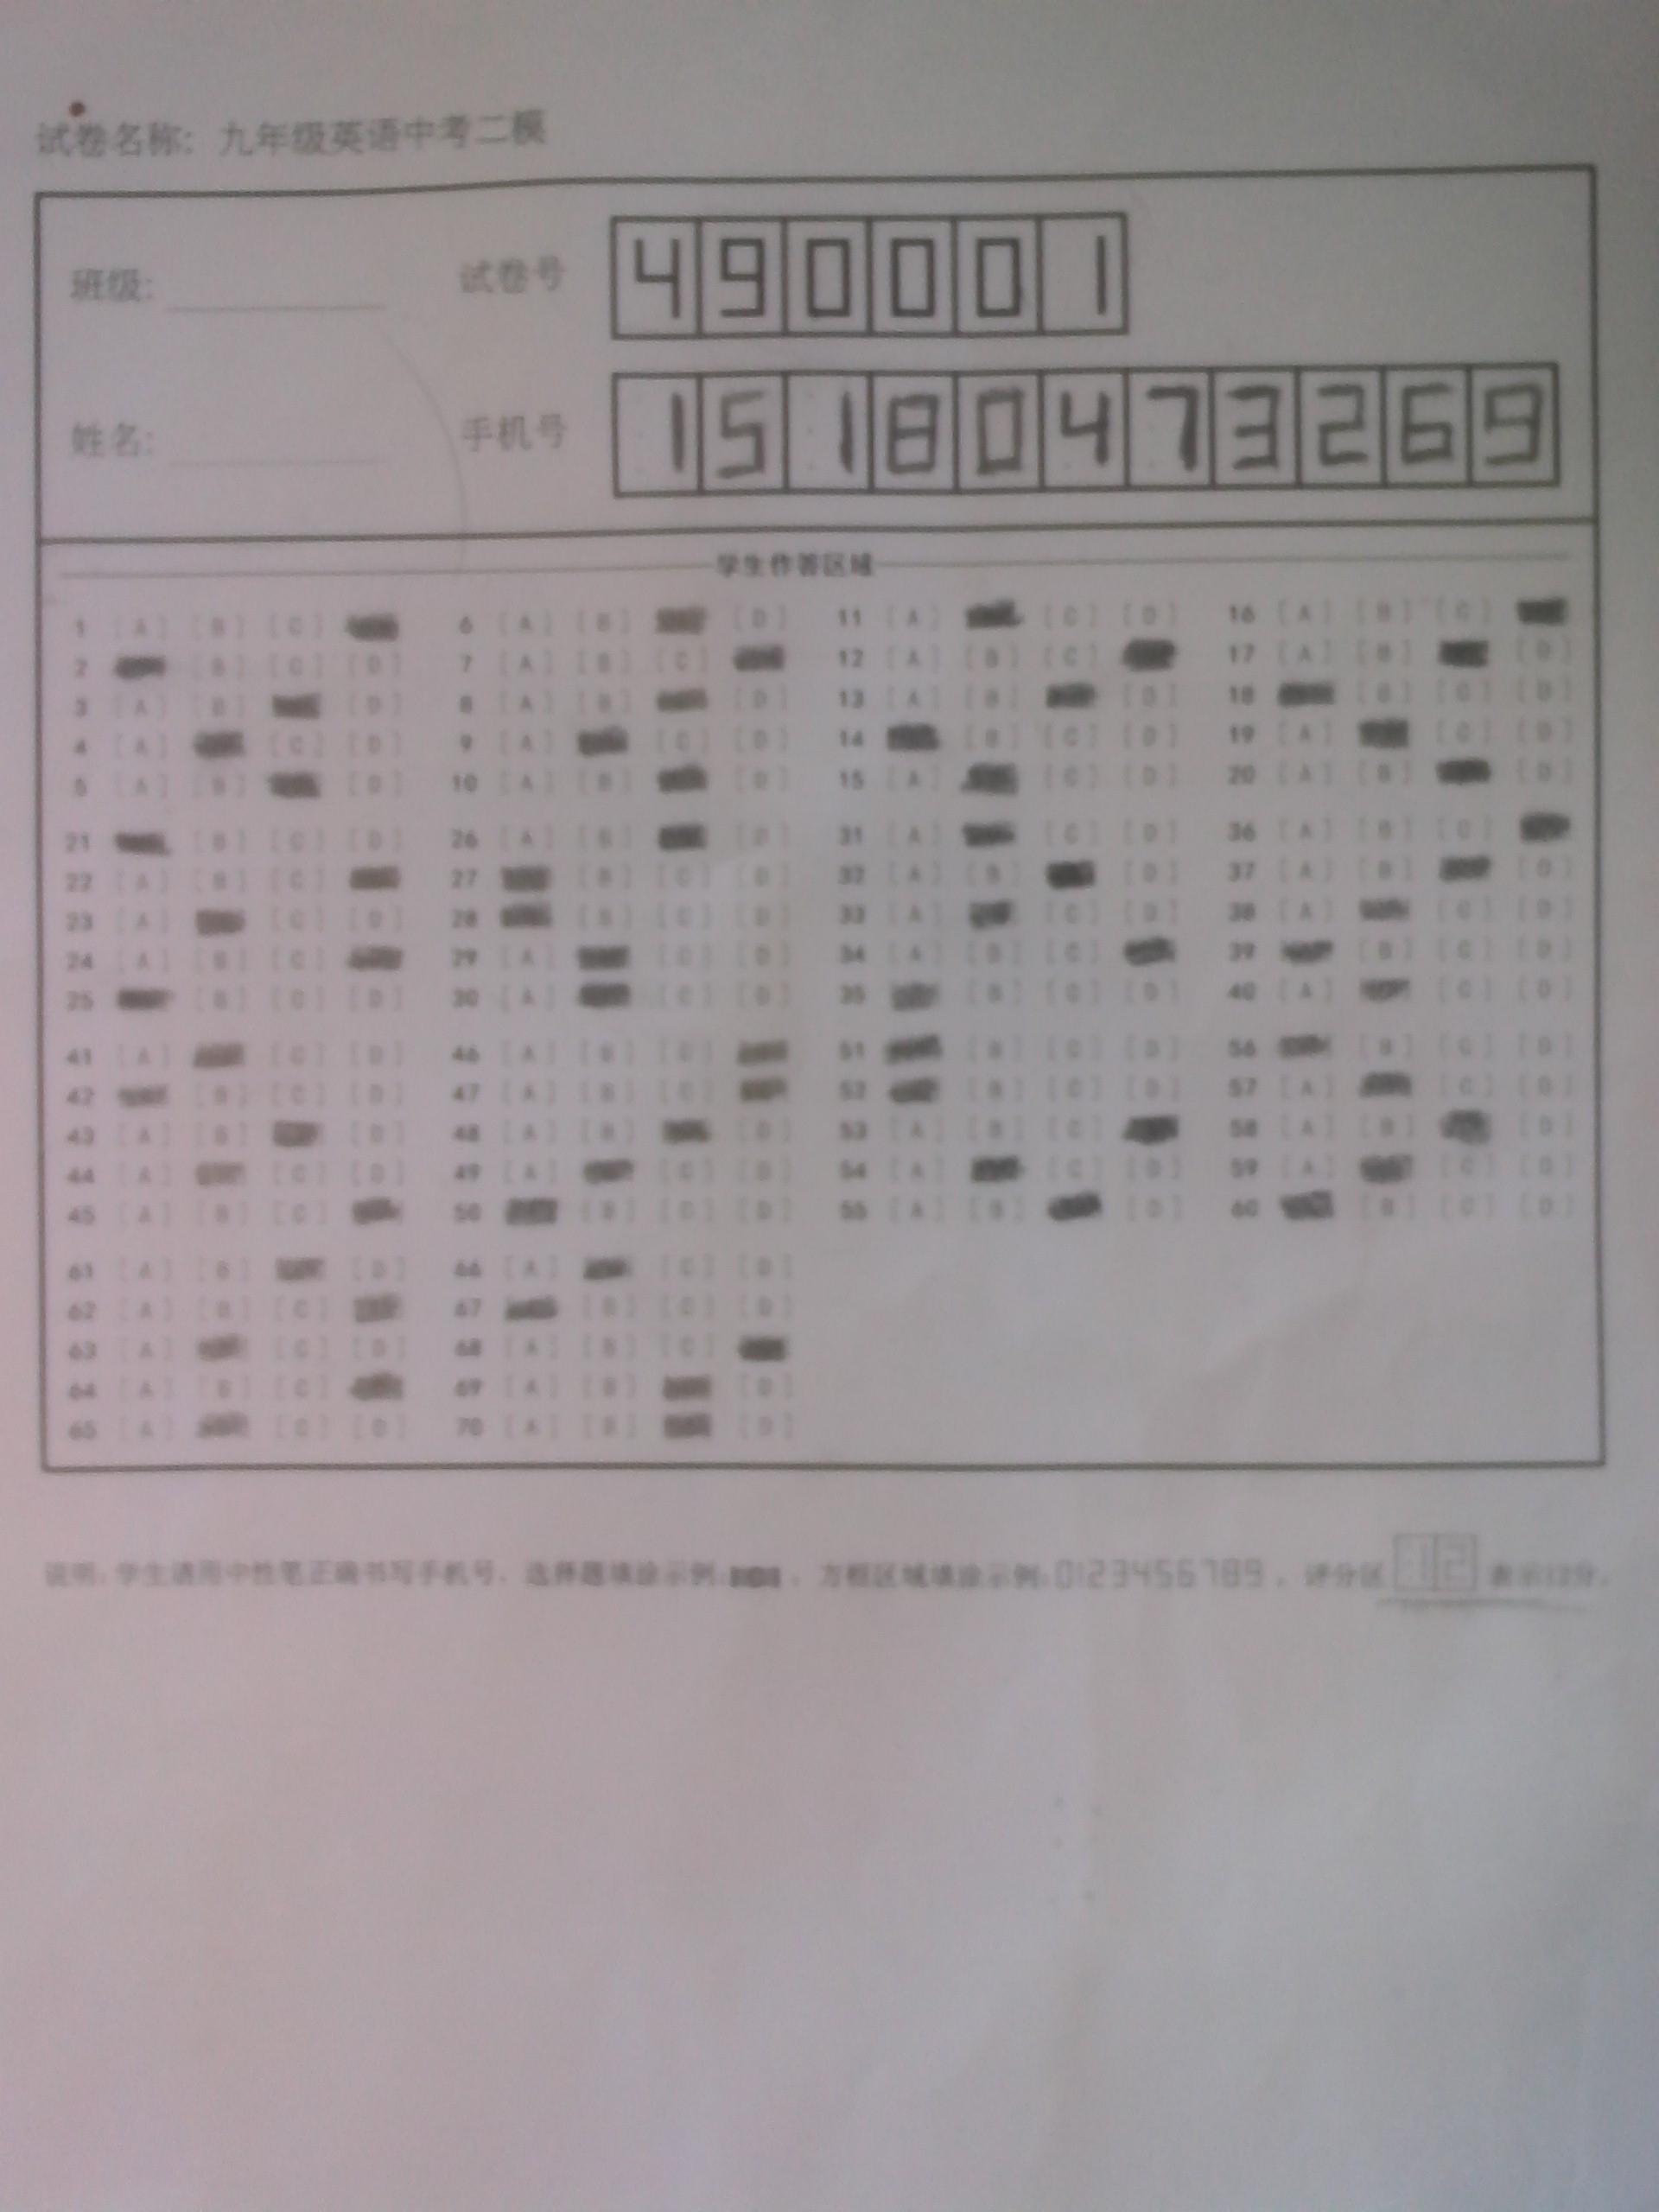 试卷名称: 九年级英语中考二模
班级: 试卷号 490001
姓名: 手机号 15180473269
学生作答区域
1 [A] [B] [C] 6 [A] [B] [D] 11 [A] [C] [D] 16 [A] [B] [C]
2 [B] [C] [D] 7 [A] [B] [C] 12 [A] [B] [C] 17 [A] [B] [D]
3 [A] [B] [D] 8 [A] [B] [D] 13 [A] [B] [D] 18 [B] [C] [D]
4 [A] [C] [D] 9 [A] [C] [D] 14 [B] [C] [D] 19 [A] [C] [D]
5 [A] [B] [D] 10 [A] [B] [D] 15 [A] [C] [D] 20 [A] [B] [D]
21 [B] [C] [D] 26 [A] [B] [D] 31 [A] [C] [D] 36 [A] [B] [C]
22 [A] [B] [C] 27 [B] [C] [D] 32 [A] [B] [D] 37 [A] [B] [D]
23 [A] [C] [D] 28 [B] [C] [D] 33 [A] [C] [D] 38 [A] [C] [D]
24 [A] [B] [C] 29 [A] [C] [D] 34 [A] [B] [C] 39 [B] [C] [D]
25 [B] [C] [D] 30 [A] [C] [D] 35 [B] [C] [D] 40 [A] [C] [D]
41 [A] [C] [D] 46 [A] [B] [C] 51 [B] [C] [D] 56 [B] [C] [D]
42 [B] [C] [D] 47 [A] [B] [C] 52 [B] [C] [D] 57 [A] [C] [D]
43 [A] [B] [D] 48 [A] [B] [D] 53 [A] [B] [C] 58 [A] [B] [D]
44 [A] [C] [D] 49 [A] [C] [D] 54 [A] [C] [D] 59 [A] [C] [D]
45 [A] [B] [C] 50 [B] [C] [D] 55 [A] [B] [D] 60 [B] [C] [D]
61 [A] [B] [D] 66 [A] [C] [D]
62 [A] [B] [C] 67 [B] [C] [D]
63 [A] [C] [D] 68 [A] [B] [C]
64 [A] [B] [C] 69 [A] [B] [D]
65 [A] [C] [D] 70 [A] [B] [D]
说明: 学生请用中性笔正确书写手机号, 选择题填涂示例: , 方框区域填涂示例: 0123456789, 评分区 12 表示12分.